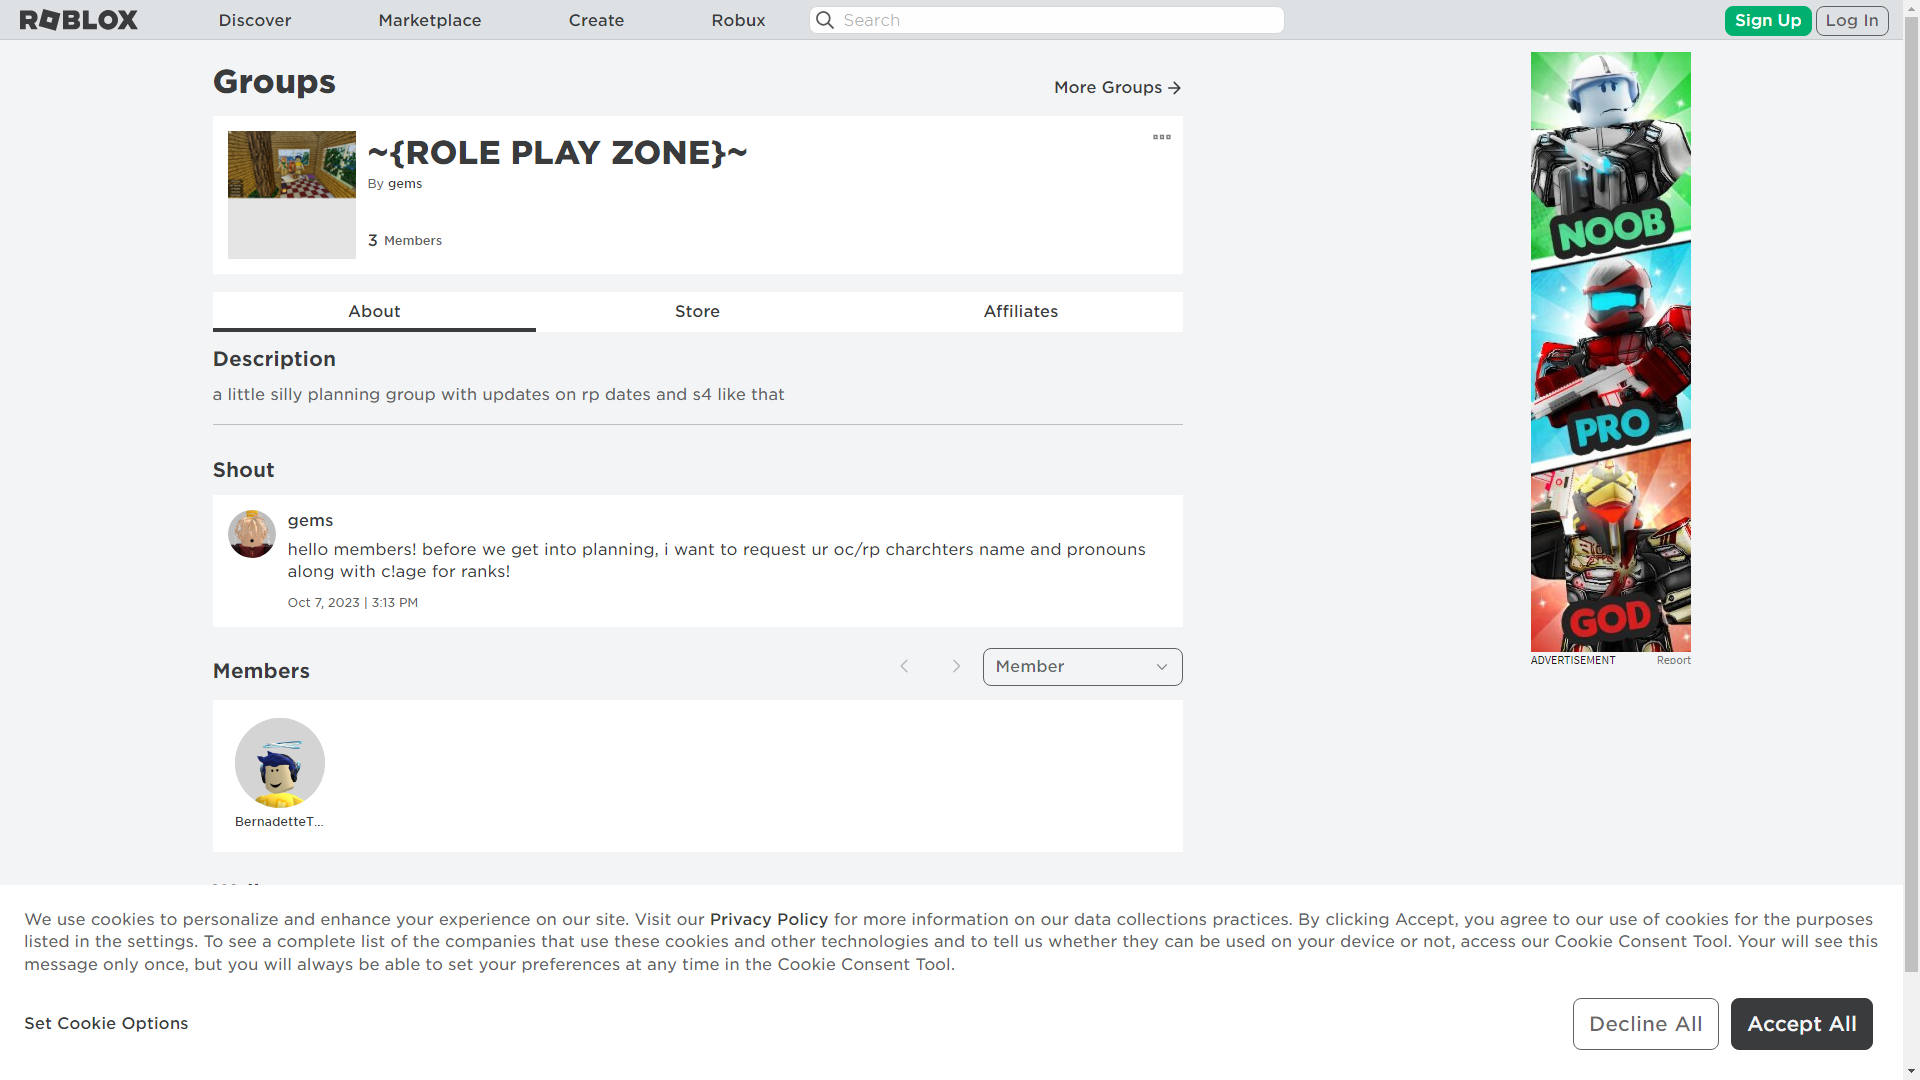 ROBLOX
Discover
Marketplace
Create
Robux
Search
Sign Up
Log In
Groups
More Groups
~{ROLE PLAY ZONE}~
By gems
3 Members
About
Store
Affiliates
Description
a little silly planning group with updates on rp dates and s4 like that
Shout
gems
hello members! before we get into planning, i want to request ur oc/rp charchters name and pronouns
along with c!age for ranks!
Oct 7, 2023 | 3:13 PM
Members
Member
BernadetteT...
NOOB
PRO
GOD
ADVERTISEMENT
Report
We use cookies to personalize and enhance your experience on our site. Visit our Privacy Policy for more information on our data collections practices. By clicking Accept, you agree to our use of cookies for the purposes
listed in the settings. To see a complete list of the companies that use these cookies and other technologies and to tell us whether they can be used on your device or not, access our Cookie Consent Tool. Your will see this
message only once, but you will always be able to set your preferences at any time in the Cookie Consent Tool.
Set Cookie Options
Decline All
Accept All